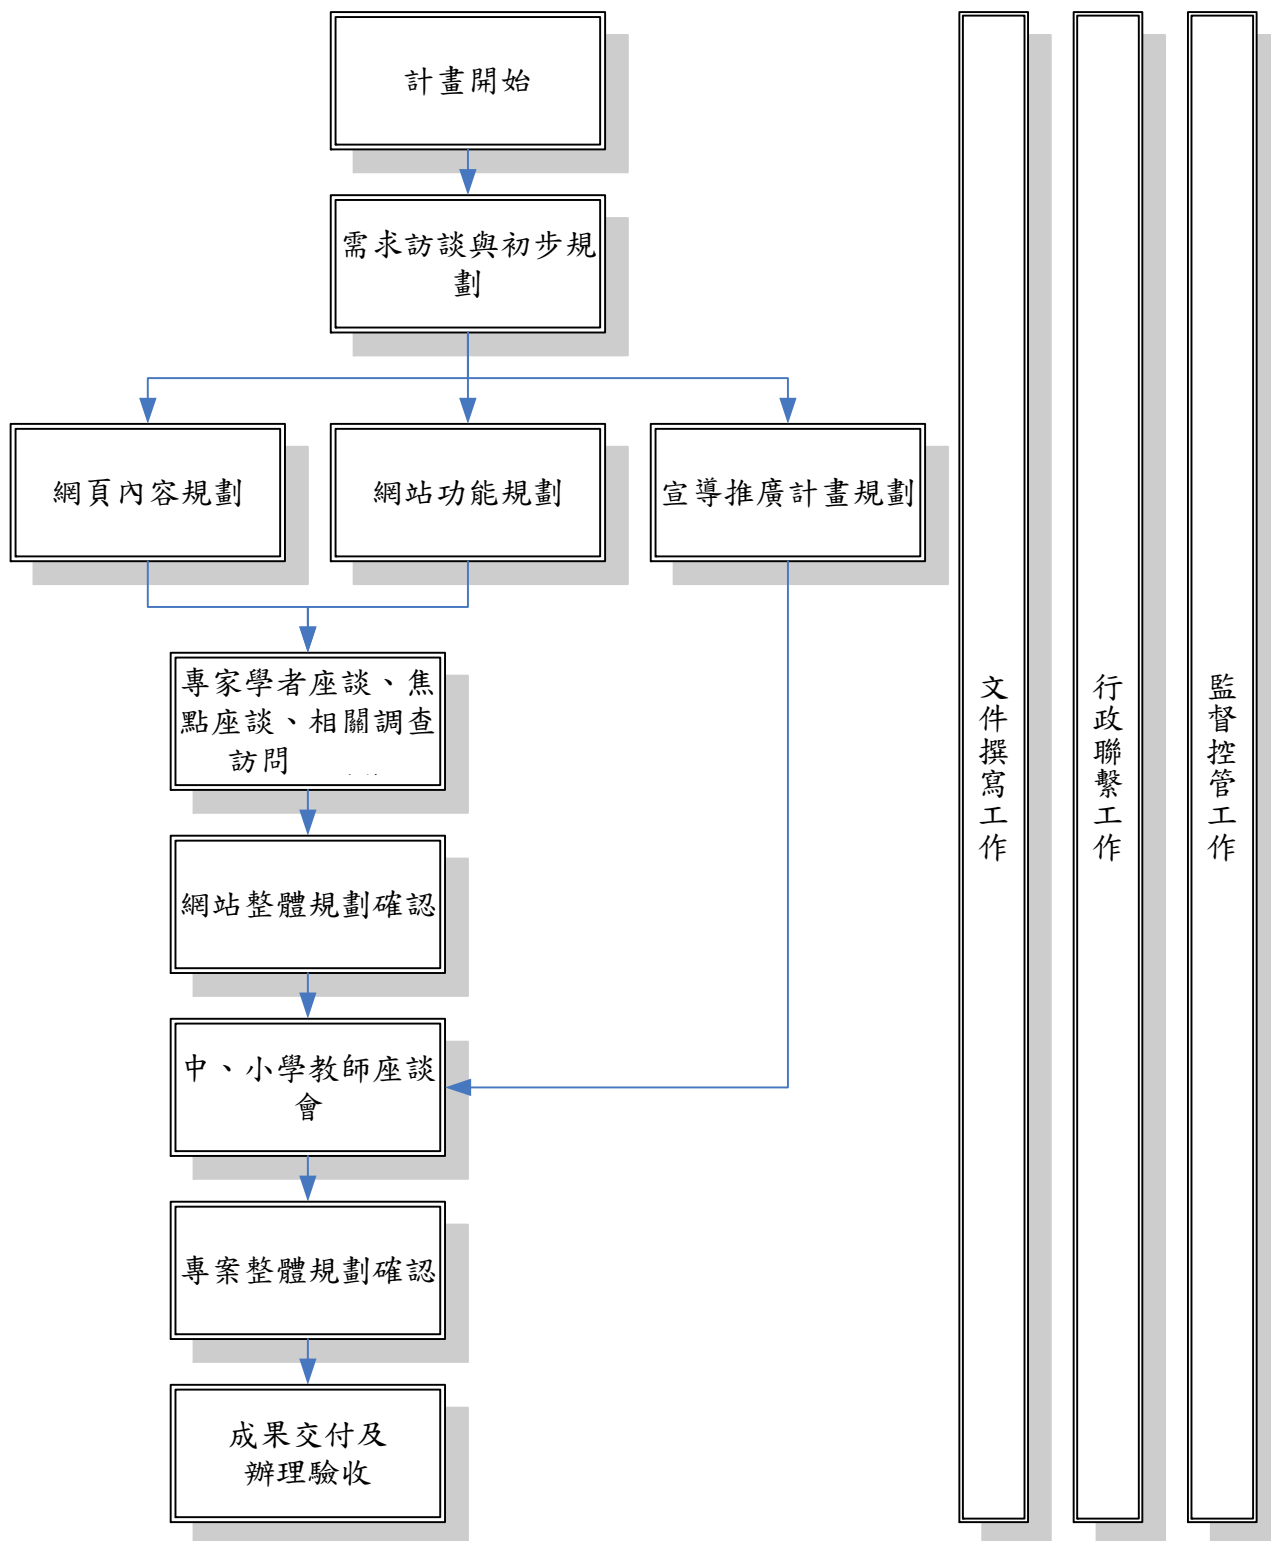 計畫開始
需求訪談與初步規
劃
網頁內容規劃
網站功能規劃
宣導推廣計畫規劃
專家學者座談、焦
點座談、相關調查
訪問
網站整體規劃確認
中、小學教師座談
會
專案整體規劃確認
成果交付及
辦理驗收
文件撰寫工作
行政聯繫工作
監督控管工作